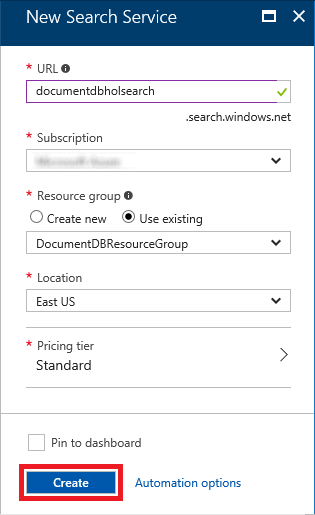 New Search Service
* URL
documentdbholsearch
.search.windows.net
* Subscription
* Resource group
Create new Use existing
DocumentDBResourceGroup
* Location
East US
* Pricing tier
Standard
Pin to dashboard
Create Automation options